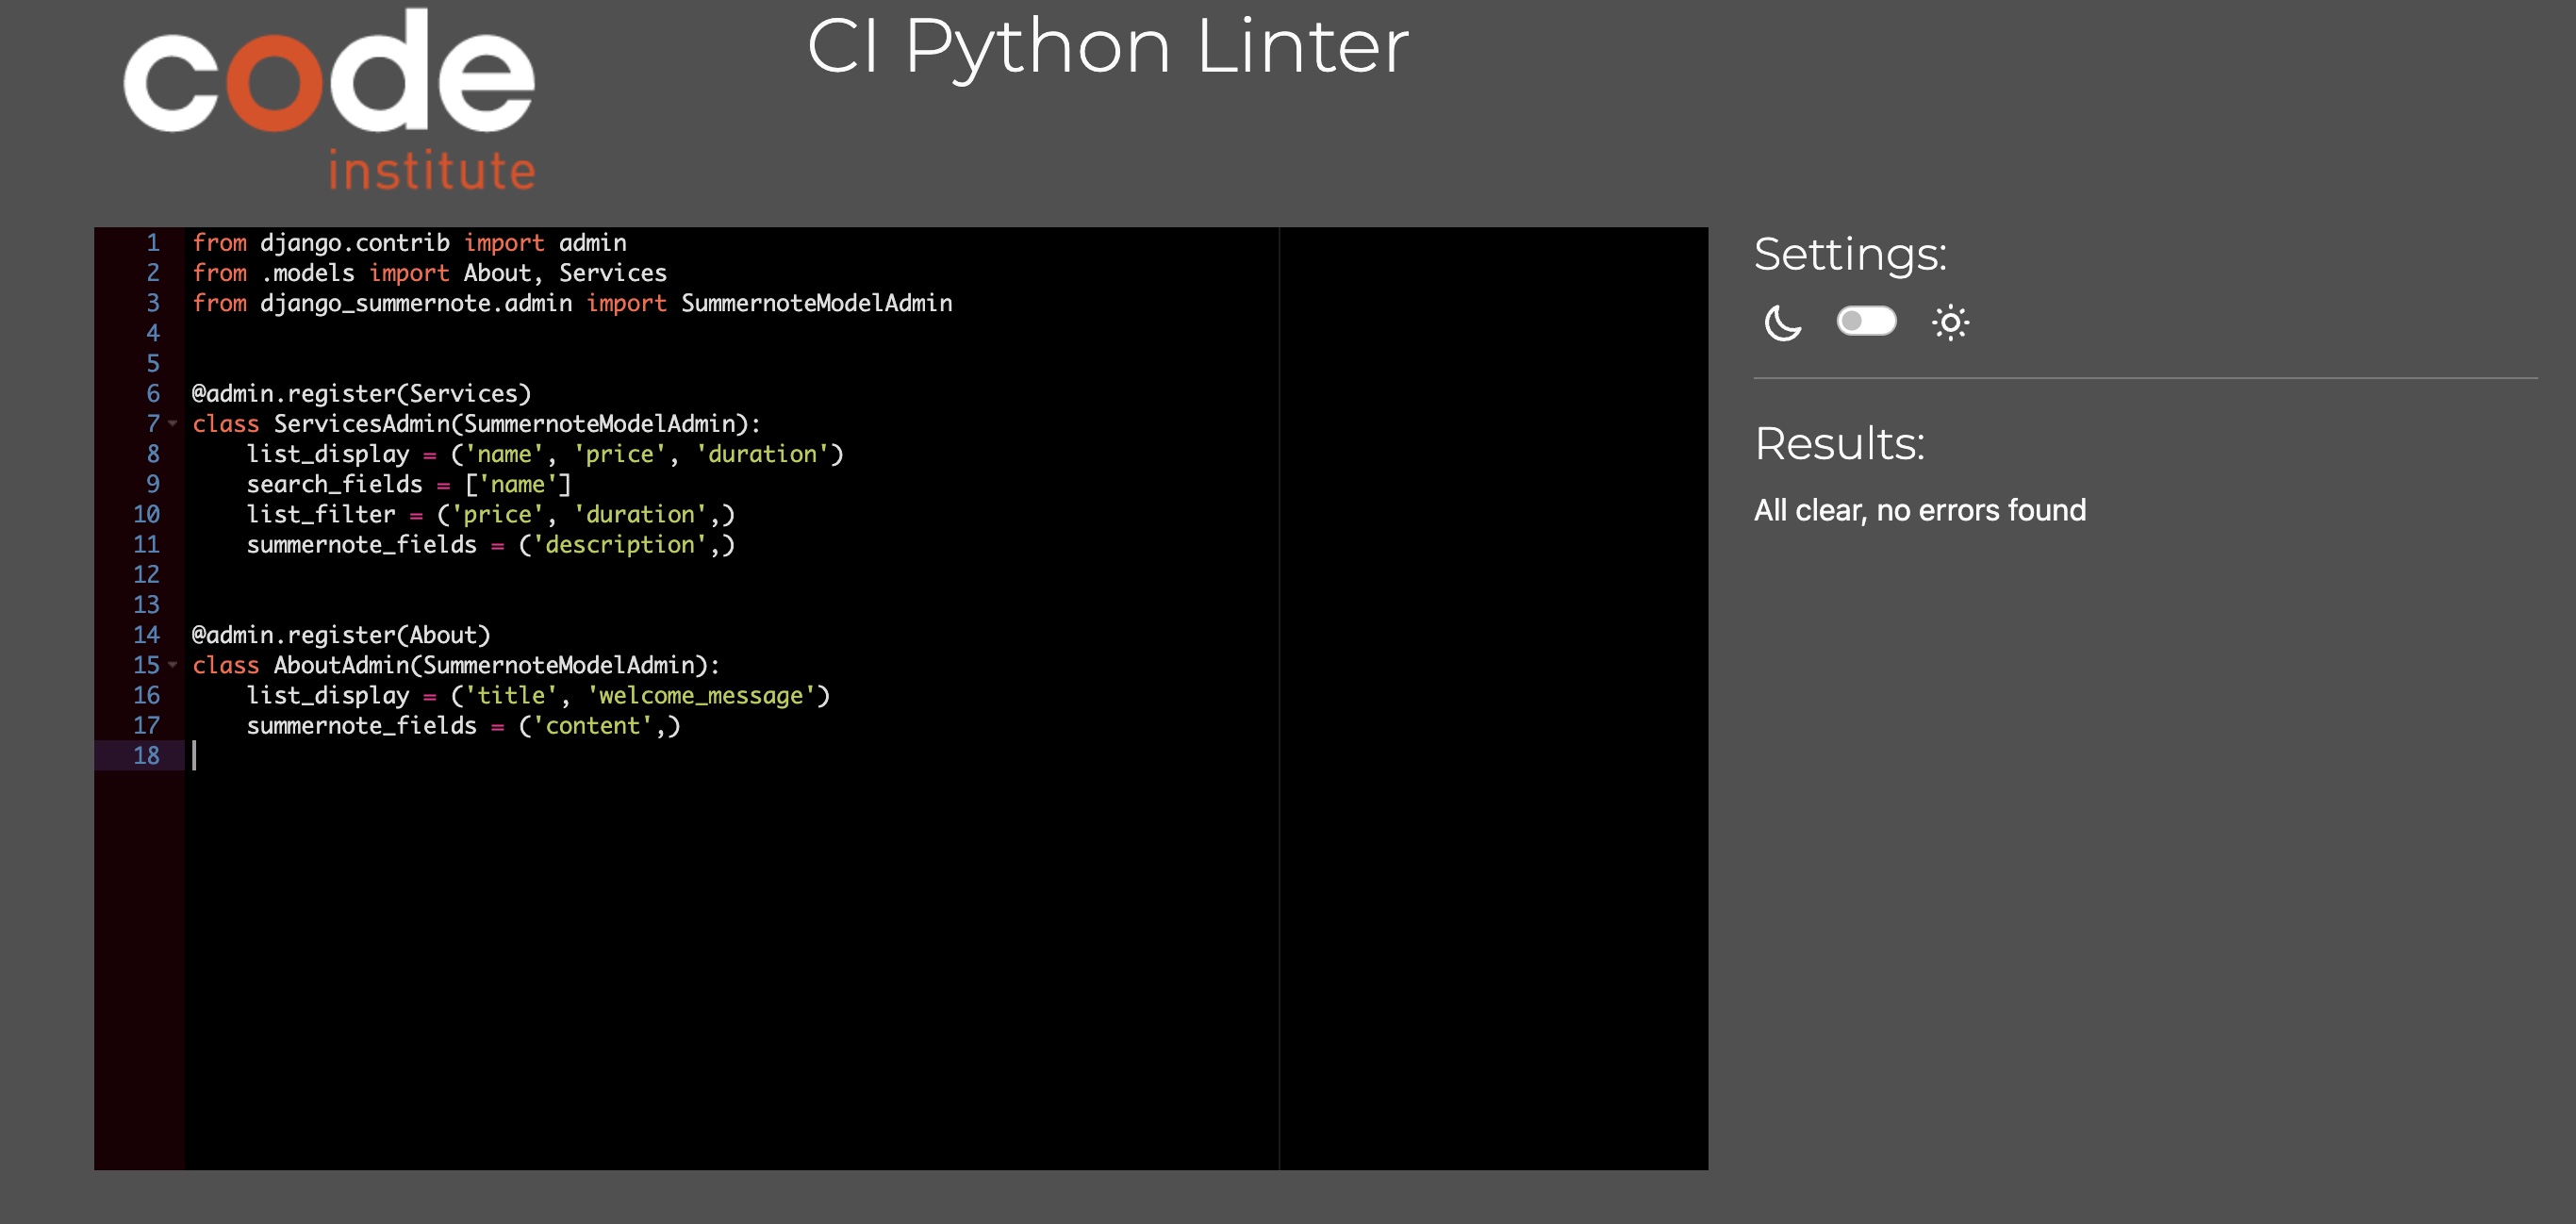 code
institute
CI Python Linter
1 from django.contrib import admin
2 from .models import About, Services
3 from django_summernote.admin import SummernoteModelAdmin
4
5
6 @admin.register(Services)
7 class ServicesAdmin(SummernoteModelAdmin):
8     list_display = ('name', 'price', 'duration')
9     search_fields = ['name']
10     list_filter = ('price', 'duration',)
11     summernote_fields = ('description',)
12
13
14 @admin.register(About)
15 class AboutAdmin(SummernoteModelAdmin):
16     list_display = ('title', 'welcome_message')
17     summernote_fields = ('content',)
18
Settings:
Results:
All clear, no errors found